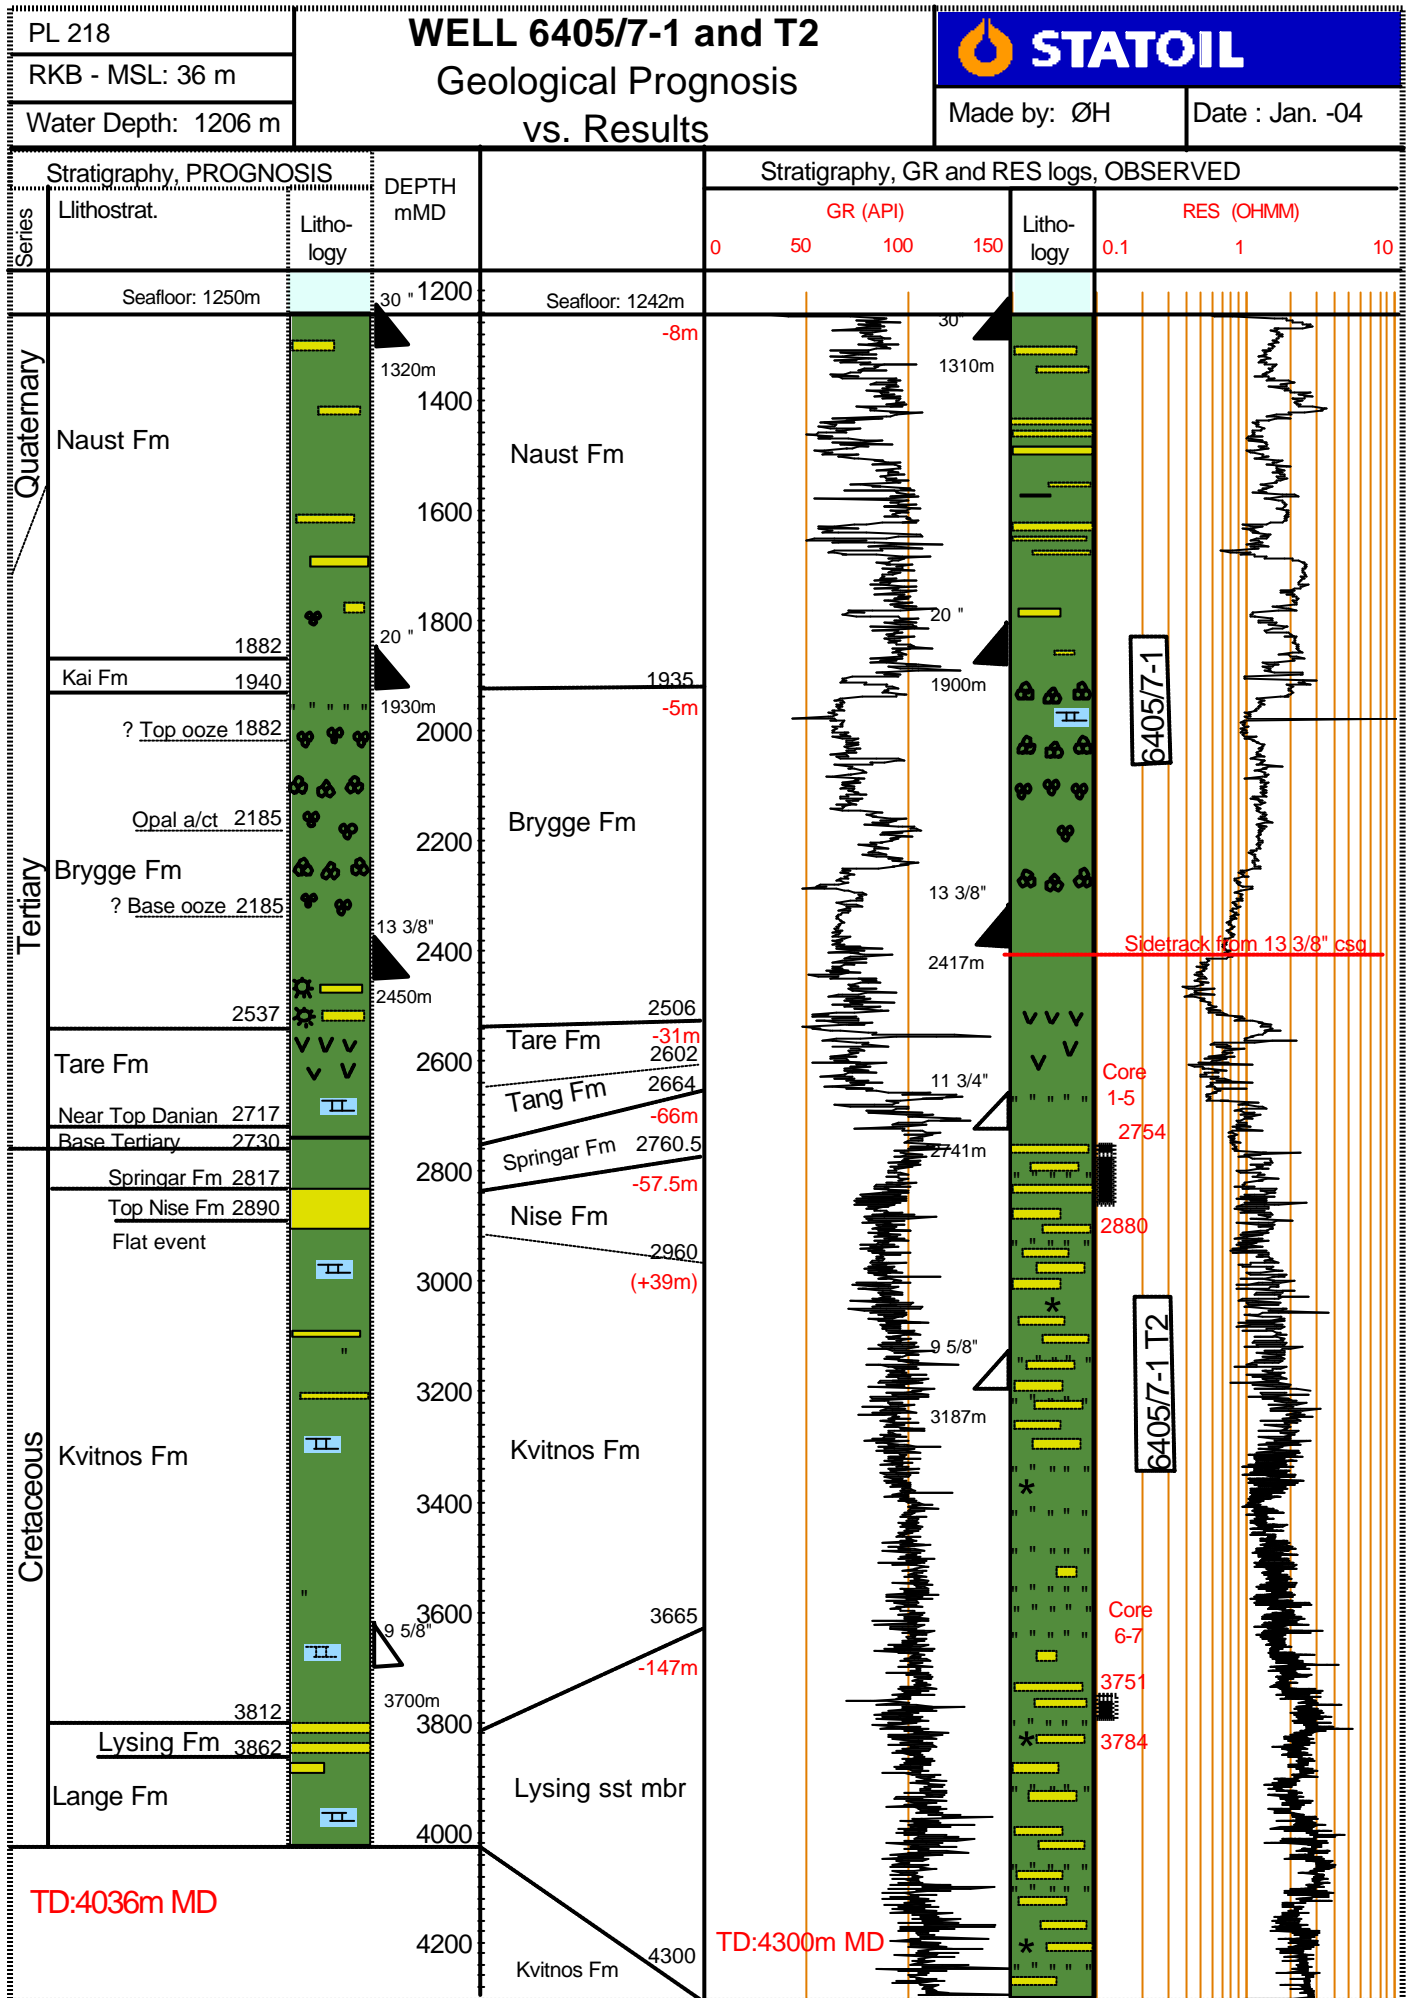 PL 218
RKB - MSL: 36 m
Water Depth: 1206 m
WELL 6405/7-1 and T2
Geological Prognosis
vs. Results
STATOIL
Made by: ØH
Date : Jan. -04
Stratigraphy, PROGNOSIS
DEPTH
mMD
Stratigraphy, GR and RES logs, OBSERVED
Series
Llithostrat.
Litho-
logy
GR (API)
0 50 100 150
Litho-
logy
RES (OHMM)
0.1 1 10
Seafloor: 1250m
30 "
1200
Seafloor: 1242m
-8m
30"
1320m
1310m
1400
Quaternary
Naust Fm
Naust Fm
1600
1800
20 "
20 "
1882
Kai Fm
1940
1935
1900m
6405/7-1
1930m
-5m
? Top ooze 1882
2000
Opal a/ct 2185
Brygge Fm
2200
Tertiary
Brygge Fm
? Base ooze 2185
13 3/8"
13 3/8"
2400
Sidetrack from 13 3/8" csg
2417m
2450m
2537
2506
Tare Fm
-31m
2602
Tare Fm
2600
Tang Fm
2664
11 3/4"
Core
1-5
Near Top Danian 2717
-66m
2754
Base Tertiary 2730
Springar Fm
2760.5
2741m
Springar Fm 2817
2800
-57.5m
Top Nise Fm 2890
Nise Fm
2880
Flat event
2960
3000
(+39m)
9 5/8"
6405/7-1 T2
3200
3187m
Cretaceous
Kvitnos Fm
Kvitnos Fm
3400
3600
3665
Core
6-7
9 5/8"
-147m
3751
3700m
3812
3800
Lysing Fm
3862
3784
Lange Fm
Lysing sst mbr
4000
TD:4036m MD
TD:4300m MD
4200
4300
Kvitnos Fm